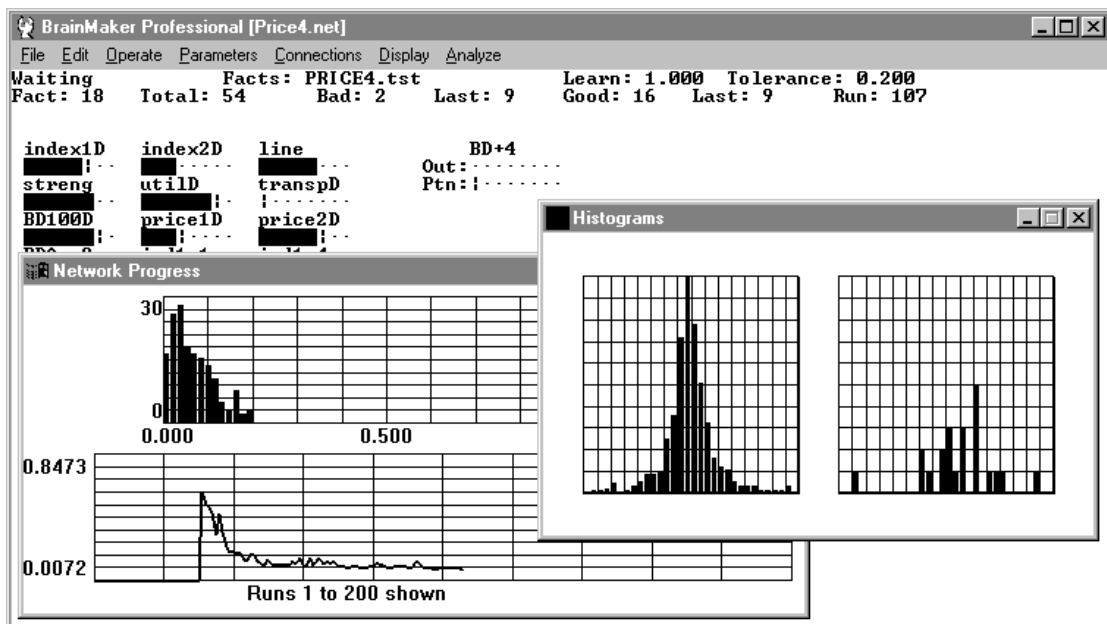 BrainMaker Professional [Price4.net]
File Edit Operate Parameters Connections Display Analyze
Waiting Facts: PRICE4.tst Learn: 1.000 Tolerance: 0.200
Fact: 18 Total: 54 Bad: 2 Last: 9 Good: 16 Last: 9 Run: 107
index1D index2D line BD+4
Out:
streng utilD transpD Ptn:
BD100D price1D price2D
Histograms
Network Progress
30
0
0.000 0.500
0.8473
0.0072
Runs 1 to 200 shown